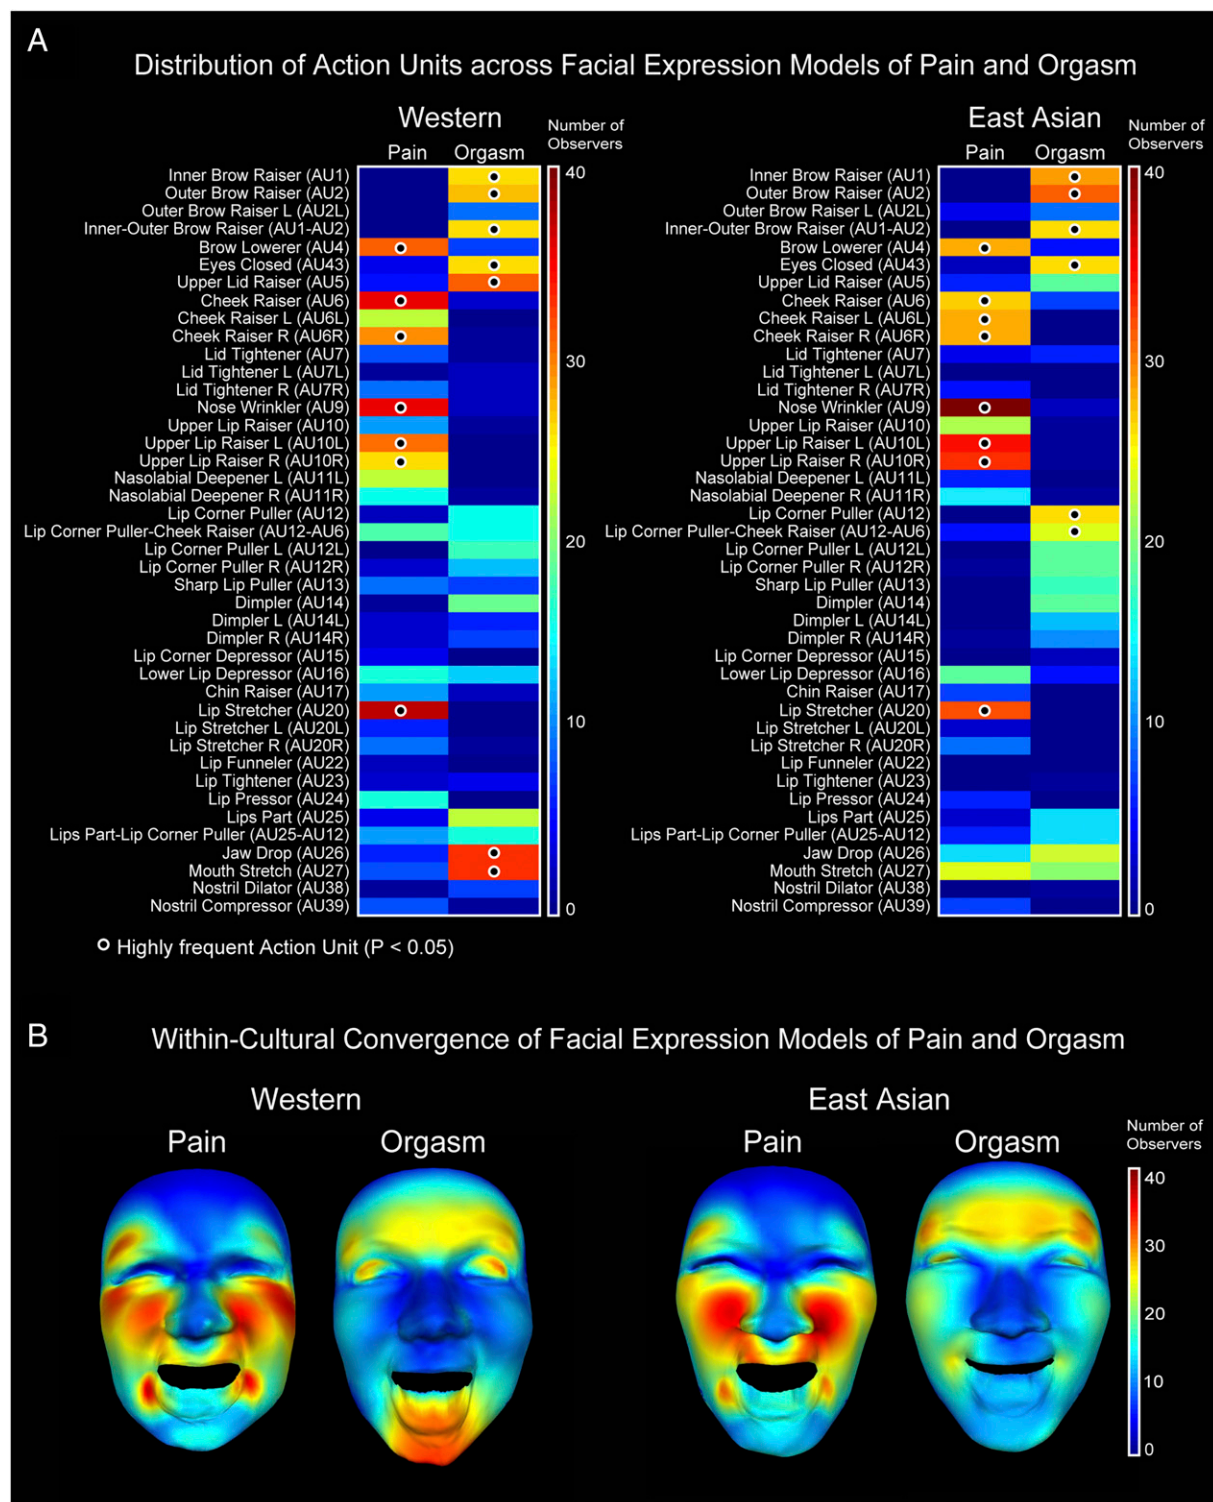 A
Distribution of Action Units across Facial Expression Models of Pain and Orgasm
Western
Pain Orgasm
Number of
Observers
Inner Brow Raiser (AU1)
Outer Brow Raiser (AU2)
Outer Brow Raiser L (AU2L)
Inner-Outer Brow Raiser (AU1-AU2)
Brow Lowerer (AU4)
Eyes Closed (AU43)
Upper Lid Raiser (AU5)
Cheek Raiser (AU6)
Cheek Raiser L (AU6L)
Cheek Raiser R (AU6R)
Lid Tightener (AU7)
Lid Tightener L (AU7L)
Lid Tightener R (AU7R)
Nose Wrinkler (AU9)
Upper Lip Raiser (AU10)
Upper Lip Raiser L (AU10L)
Upper Lip Raiser R (AU10R)
Nasolabial Deepener L (AU11L)
Nasolabial Deepener R (AU11R)
Lip Corner Puller (AU12)
Lip Corner Puller-Cheek Raiser (AU12-AU6)
Lip Corner Puller L (AU12L)
Lip Corner Puller R (AU12R)
Sharp Lip Puller (AU13)
Dimpler (AU14)
Dimpler L (AU14L)
Dimpler R (AU14R)
Lip Corner Depressor (AU15)
Lower Lip Depressor (AU16)
Chin Raiser (AU17)
Lip Stretcher (AU20)
Lip Stretcher L (AU20L)
Lip Stretcher R (AU20R)
Lip Funneler (AU22)
Lip Tightener (AU23)
Lip Pressor (AU24)
Lips Part (AU25)
Lips Part-Lip Corner Puller (AU25-AU12)
Jaw Drop (AU26)
Mouth Stretch (AU27)
Nostril Dilator (AU38)
Nostril Compressor (AU39)
40
30
20
10
0
East Asian
Pain Orgasm
Number of
Observers
Inner Brow Raiser (AU1)
Outer Brow Raiser (AU2)
Outer Brow Raiser L (AU2L)
Inner-Outer Brow Raiser (AU1-AU2)
Brow Lowerer (AU4)
Eyes Closed (AU43)
Upper Lid Raiser (AU5)
Cheek Raiser (AU6)
Cheek Raiser L (AU6L)
Cheek Raiser R (AU6R)
Lid Tightener (AU7)
Lid Tightener L (AU7L)
Lid Tightener R (AU7R)
Nose Wrinkler (AU9)
Upper Lip Raiser (AU10)
Upper Lip Raiser L (AU10L)
Upper Lip Raiser R (AU10R)
Nasolabial Deepener L (AU11L)
Nasolabial Deepener R (AU11R)
Lip Corner Puller (AU12)
Lip Corner Puller-Cheek Raiser (AU12-AU6)
Lip Corner Puller L (AU12L)
Lip Corner Puller R (AU12R)
Sharp Lip Puller (AU13)
Dimpler (AU14)
Dimpler L (AU14L)
Dimpler R (AU14R)
Lip Corner Depressor (AU15)
Lower Lip Depressor (AU16)
Chin Raiser (AU17)
Lip Stretcher (AU20)
Lip Stretcher L (AU20L)
Lip Stretcher R (AU20R)
Lip Funneler (AU22)
Lip Tightener (AU23)
Lip Pressor (AU24)
Lips Part (AU25)
Lips Part-Lip Corner Puller (AU25-AU12)
Jaw Drop (AU26)
Mouth Stretch (AU27)
Nostril Dilator (AU38)
Nostril Compressor (AU39)
40
30
20
10
0
Highly frequent Action Unit (P < 0.05)
B
Within-Cultural Convergence of Facial Expression Models of Pain and Orgasm
Western
Pain Orgasm
East Asian
Pain Orgasm
Number of
Observers
40
30
20
10
0